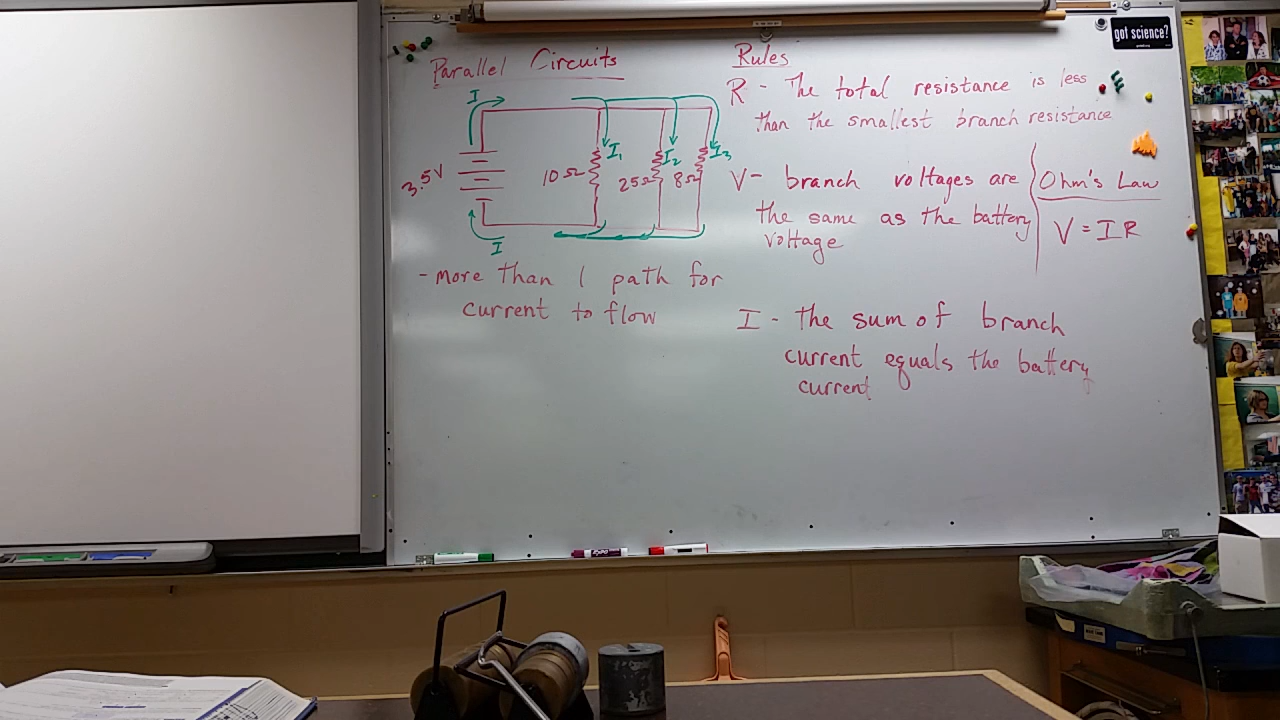 Parallel Circuits
I
3.5V
10Ω
I1
25Ω
I2
8Ω
I3
I
- more than 1 path for
current to flow
Rules
R - The total resistance is less
than the smallest branch resistance
V - branch voltages are
the same as the battery
voltage
Ohm's Law
V = IR
I - the sum of branch
current equals the battery
current
got science?